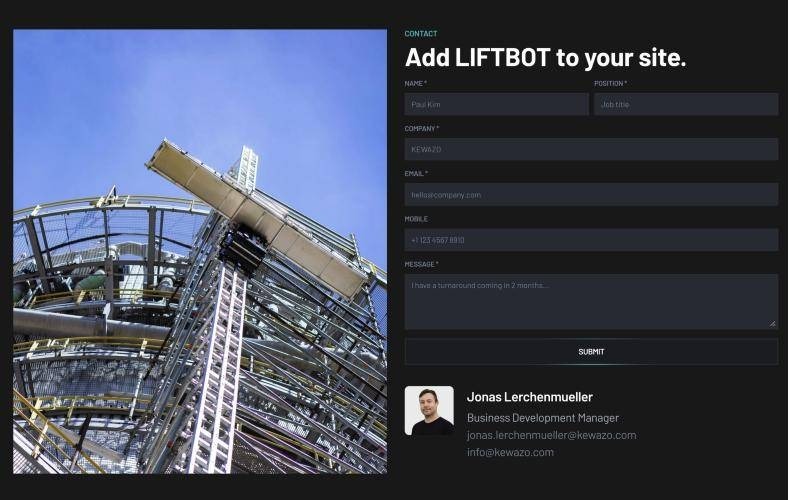 CONTACT
Add LIFTBOT to your site.
NAME * POSITION *
Paul Kim Job title
COMPANY *
KEWAZO
EMAIL *
hello@company.com
MOBILE
+1 123 4567 8910
MESSAGE *
I have a turnaround coming in 2 months...
SUBMIT
Jonas Lerchenmueller
Business Development Manager
jonas.lerchenmueller@kewazo.com
info@kewazo.com